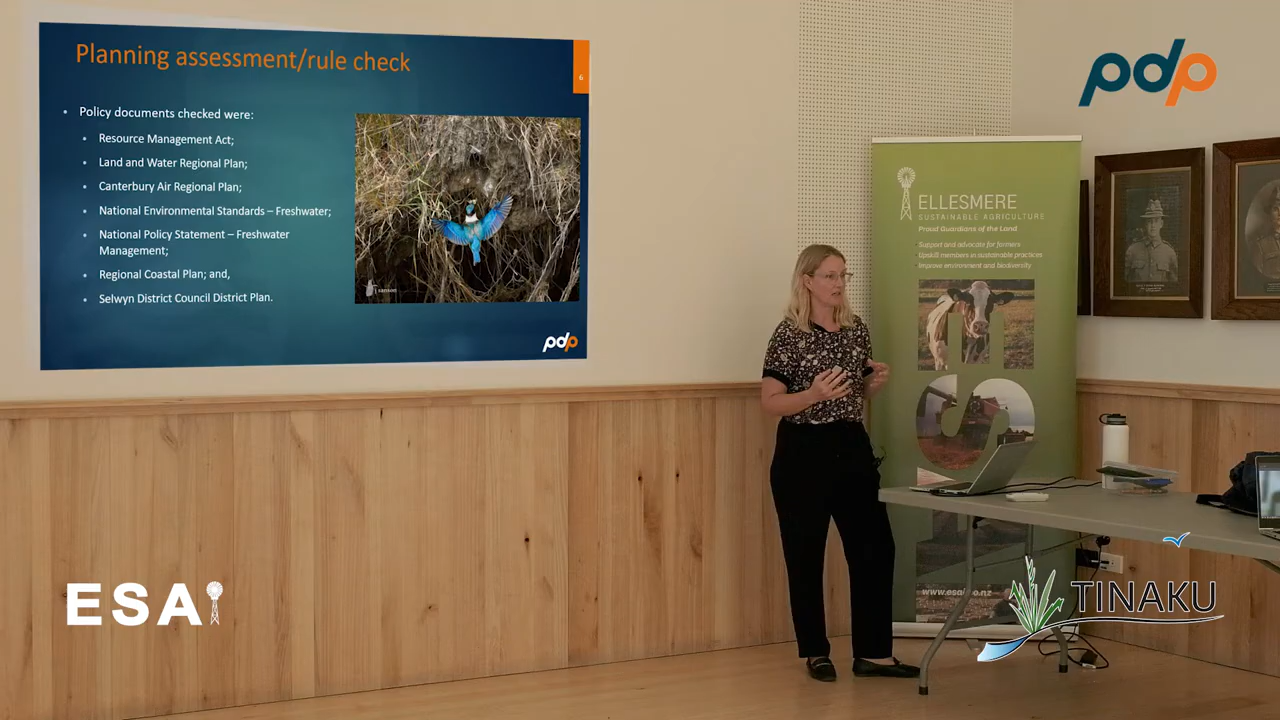 Planning assessment/rule check
6
• Policy documents checked were:
• Resource Management Act;
• Land and Water Regional Plan;
• Canterbury Air Regional Plan;
• National Environmental Standards – Freshwater;
• National Policy Statement – Freshwater
Management;
• Regional Coastal Plan; and,
• Selwyn District Council District Plan.
pdp
pdp
ELLESMERE
SUSTAINABLE AGRICULTURE
Proud Guardians of the Land.
Support and advocate for farmers
Upskill members in sustainable practices
Improve environment and biodiversity
ES
ESAI
TINAKU